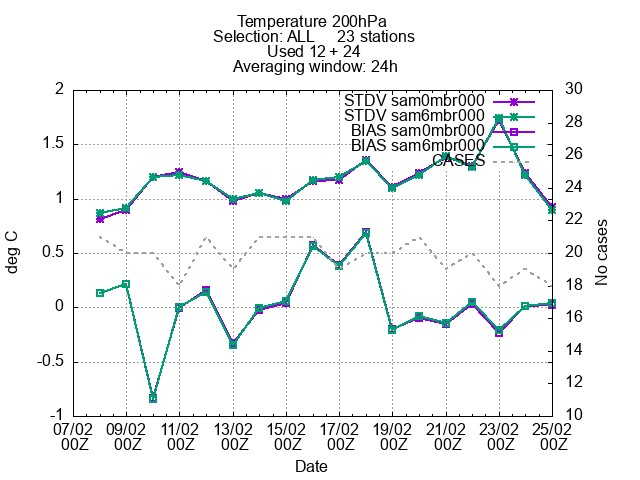 Temperature 200hPa
Selection: ALL 23 stations
Used 12 + 24
Averaging window: 24h
2
1.5
1
0.5
0
-0.5
-1
deg C
30
28
26
24
22
20
18
16
14
12
10
No cases
STDV sam0mbr000
STDV sam6mbr000
BIAS sam0mbr000
BIAS sam6mbr000
CASES
07/02 09/02 11/02 13/02 15/02 17/02 19/02 21/02 23/02 25/02
00Z 00Z 00Z 00Z 00Z 00Z 00Z 00Z 00Z 00Z
Date